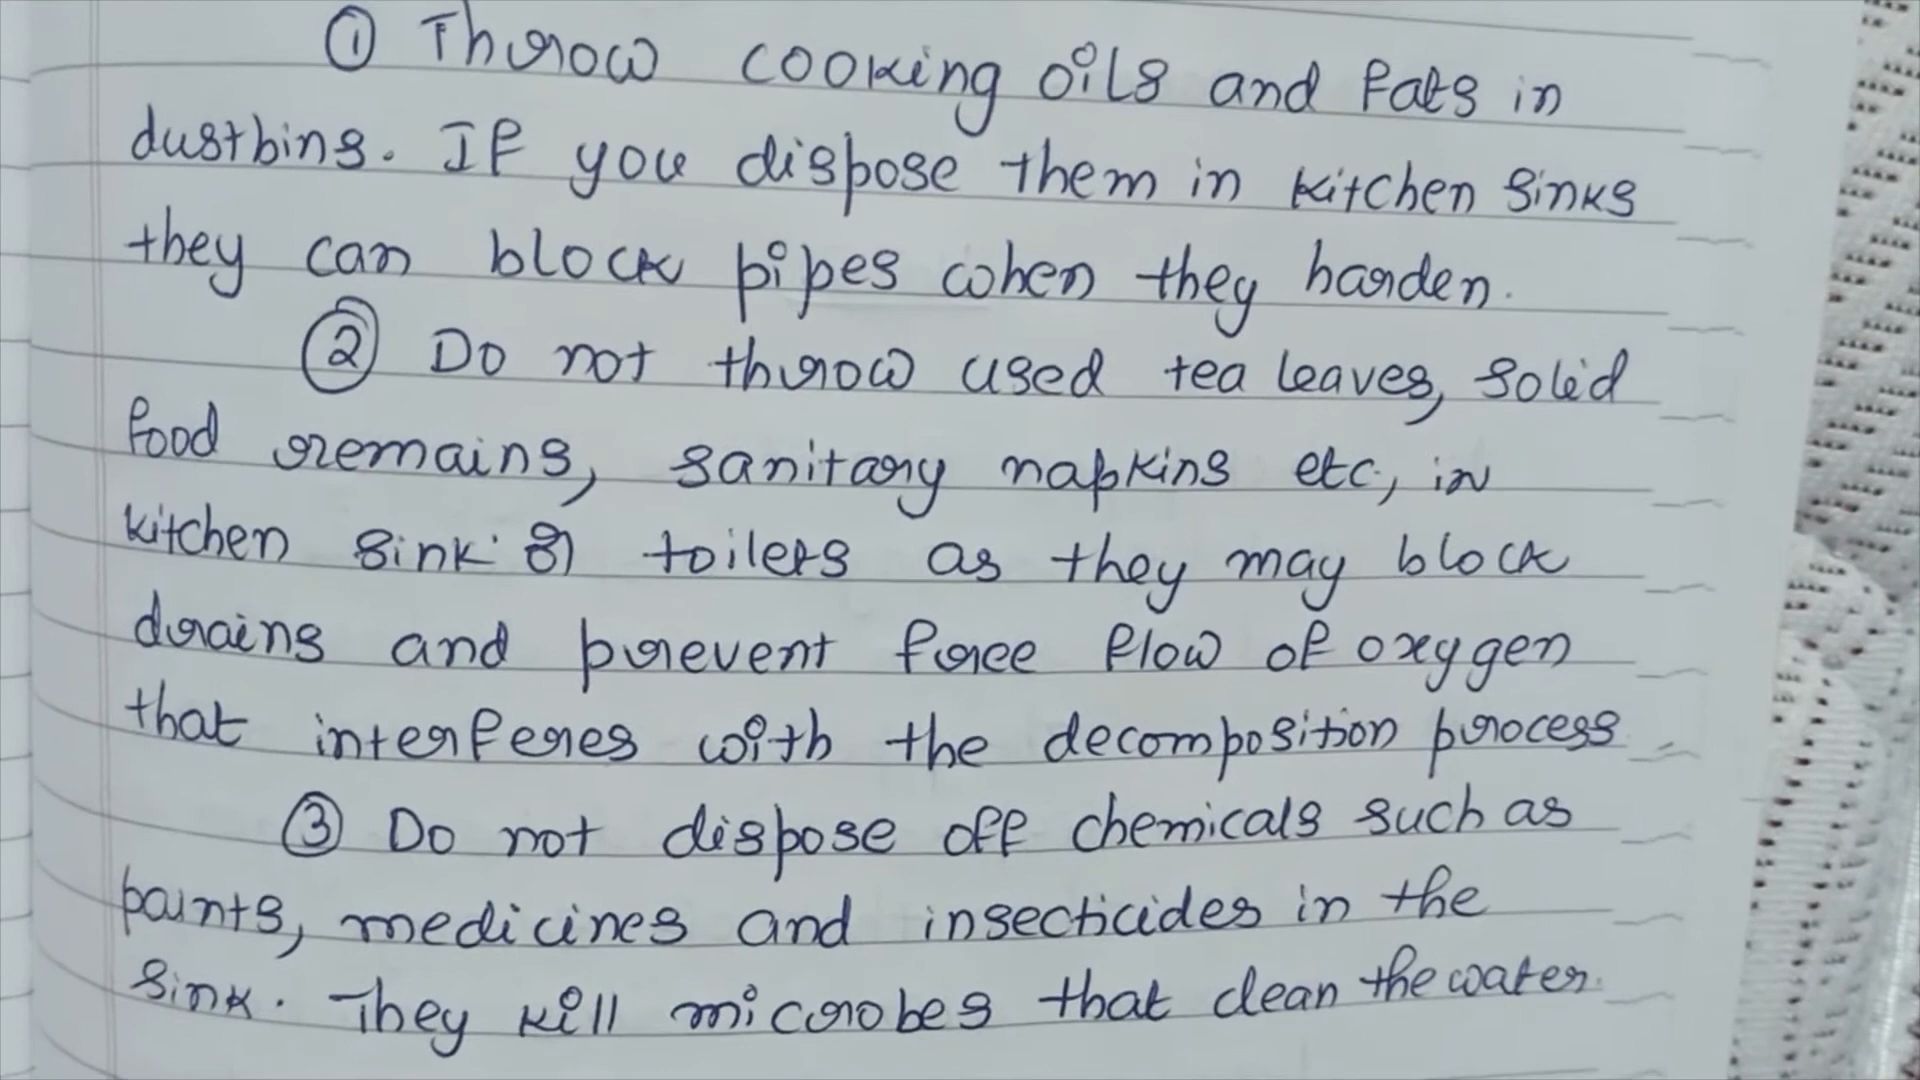 ① Throw cooking oils and fats in
dustbins. If you dispose them in kitchen sinks
they can block pipes when they harden.
② Do not throw used tea leaves, solid
food remains, sanitary napkins etc, in
kitchen sink or toilets as they may block
drains and prevent free flow of oxygen
that interferes with the decomposition process
③ Do not dispose off chemicals such as
paints, medicines and insecticides in the
sink. They kill microbes that clean the water.